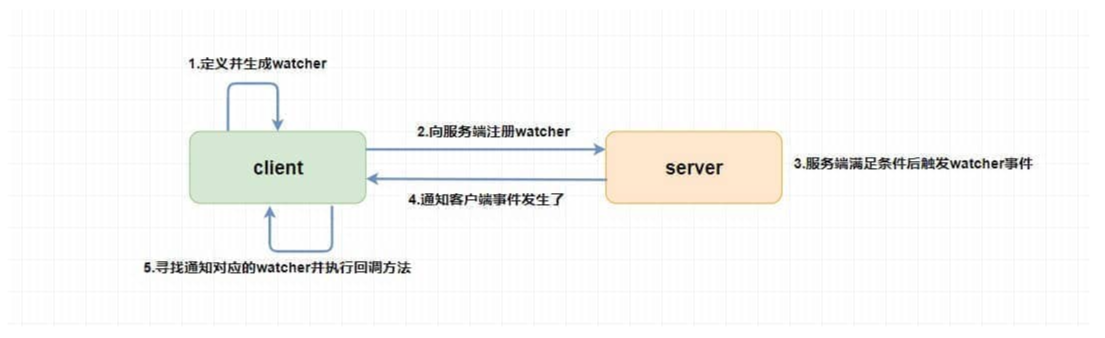 1.定义并生成watcher
2.向服务端注册watcher
client
server
3.服务端满足条件后触发watcher事件
4.通知客户端事件发生了
5.寻找通知对应的watcher并执行回调方法